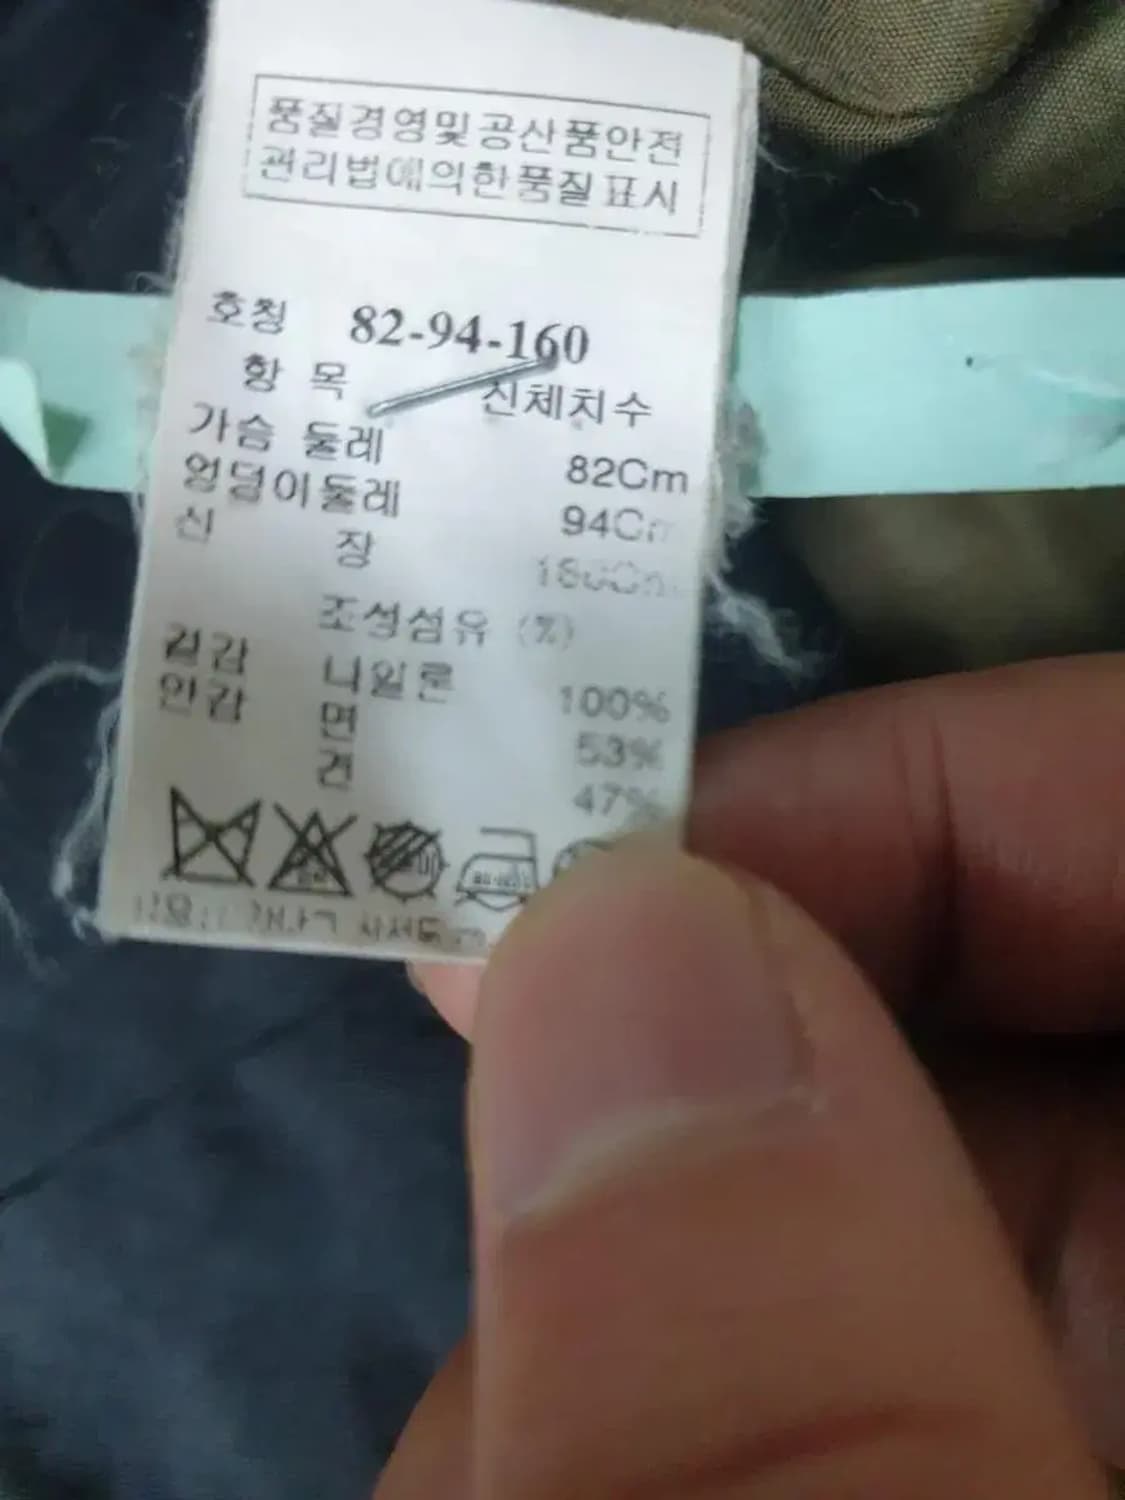 품질경영및공산품안전
관리법에의한품질표시
호칭 82-94-160
항 목 신체치수
가슴 둘레 82Cm
엉덩이둘레 94Cm
신 장
조성섬유 (%)
겉감 나일론 100%
안감 면 53%
견 47%